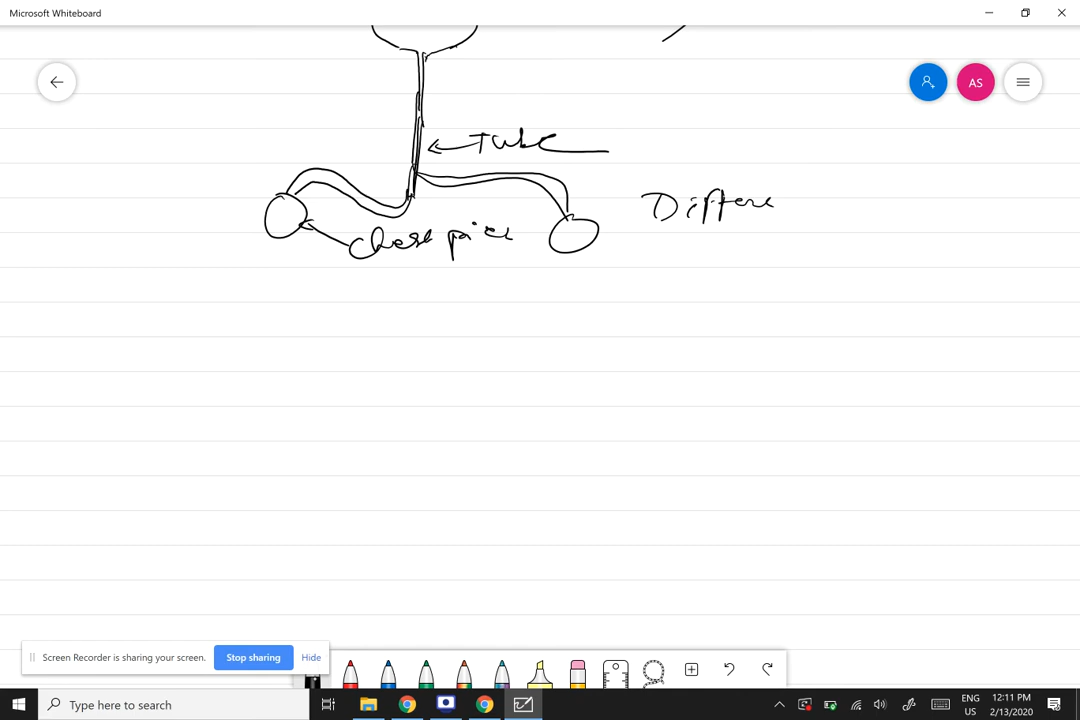 Microsoft Whiteboard
AS
Tube
Differe
Chest
Screen Recorder is sharing your screen.
Stop sharing
Hide
Type here to search
ENG
US
12:11 PM
2/13/2020